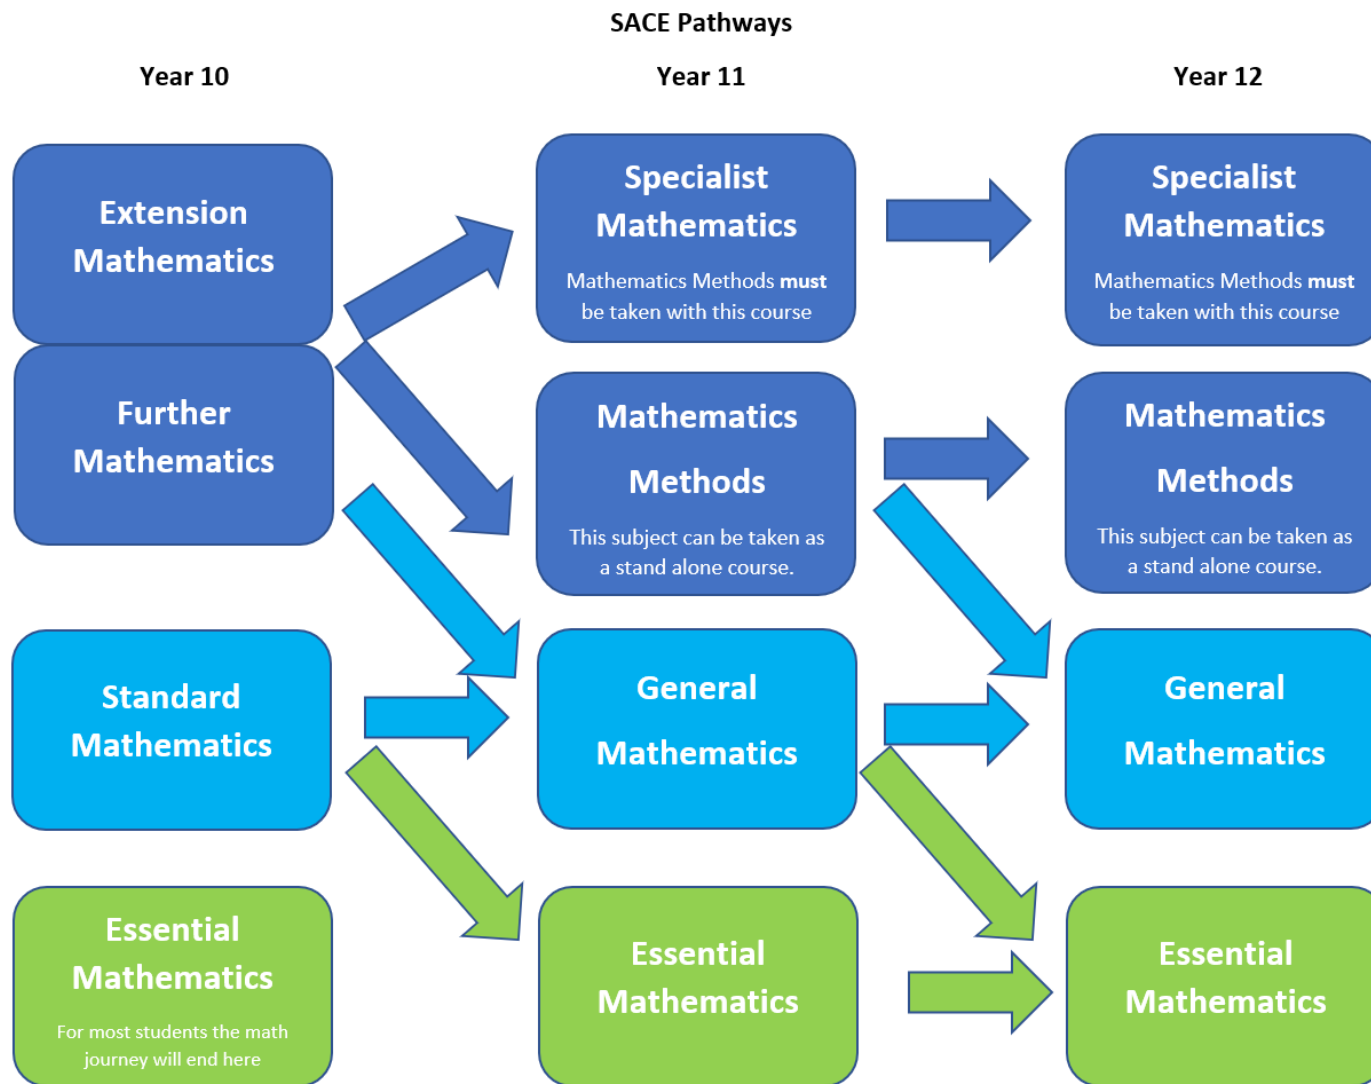 SACE Pathways
Year 10
Year 11
Year 12
Extension
Mathematics
Specialist
Mathematics
Mathematics Methods must
be taken with this course
Specialist
Mathematics
Mathematics Methods must
be taken with this course
Further
Mathematics
Mathematics
Methods
This subject can be taken as
a stand alone course.
Mathematics
Methods
This subject can be taken as
a stand alone course.
Standard
Mathematics
General
Mathematics
General
Mathematics
Essential
Mathematics
For most students the math
journey will end here
Essential
Mathematics
Essential
Mathematics